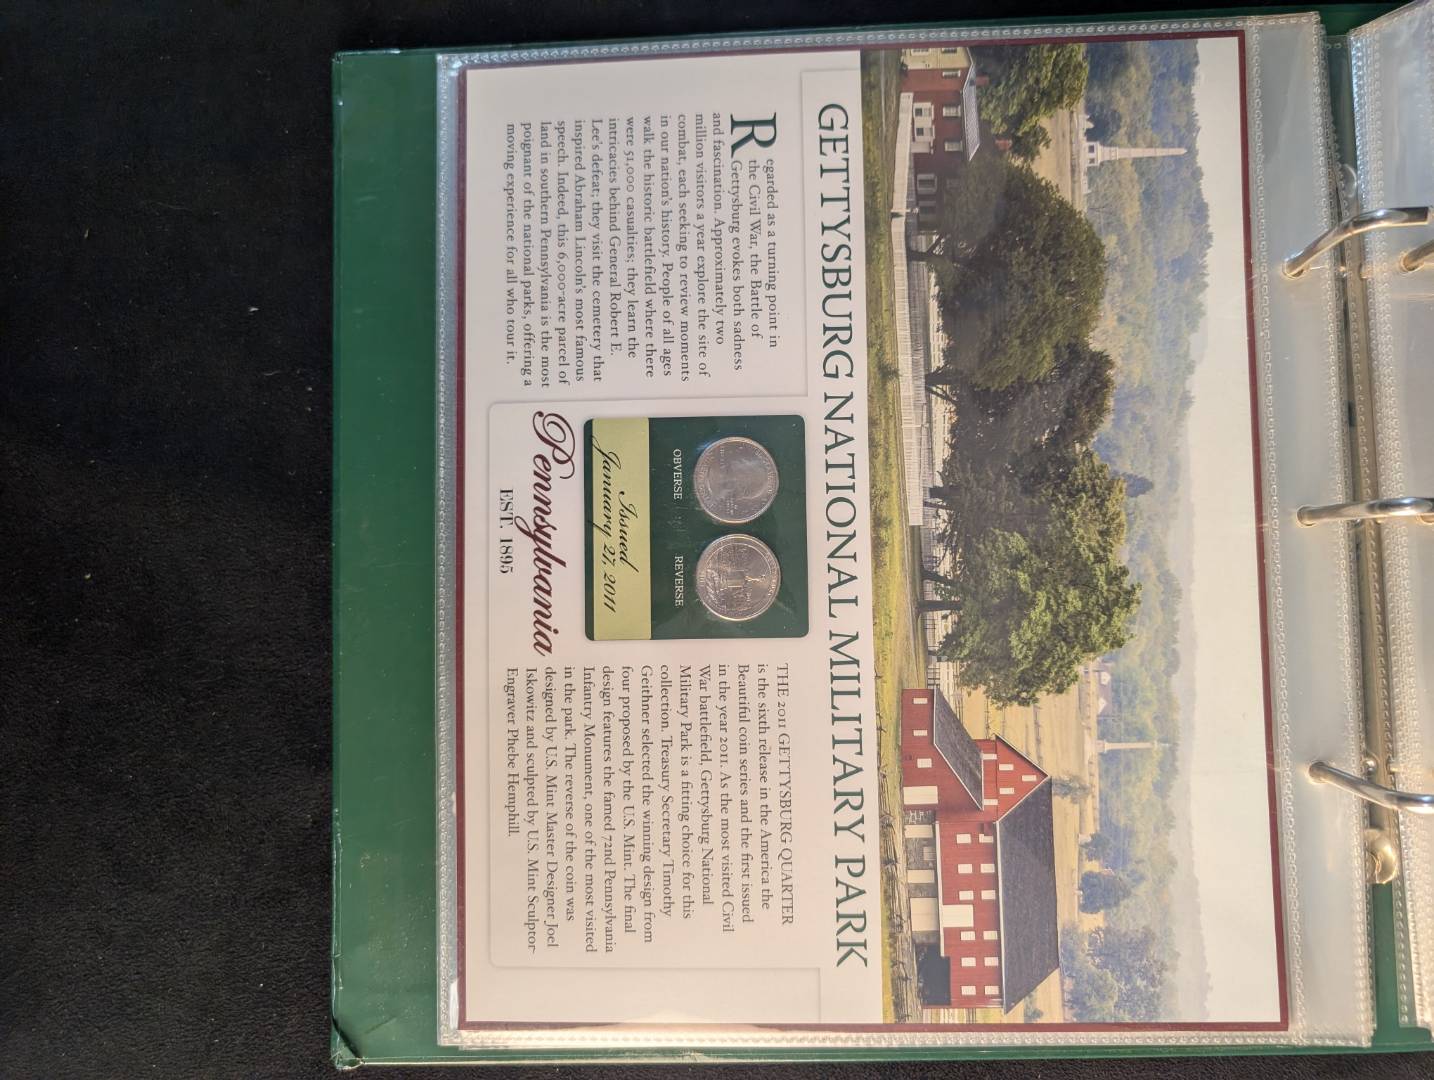 GETTYSBURG NATIONAL MILITARY PARK
Regarded as a turning point in
the Civil War, the Battle of
Gettysburg evokes both sadness
and fascination. Approximately two
million visitors a year explore the site of
combat, each seeking to review moments
in our nation's history. People of all ages
walk the historic battlefield where there
were 51,000 casualties; they learn the
intricacies behind General Robert E.
Lee's defeat; they visit the cemetery that
inspired Abraham Lincoln's most famous
speech. Indeed, this 6,000-acre parcel of
land in southern Pennsylvania is the most
poignant of the national parks, offering a
moving experience for all who tour it.
OBVERSE
REVERSE
Issued
January 27, 2011
Pennsylvania
EST. 1895
THE 2011 GETTYSBURG QUARTER
is the sixth release in the America the
Beautiful coin series and the first issued
in the year 2011. As the most visited Civil
War battlefield, Gettysburg National
Military Park is a fitting choice for this
collection. Treasury Secretary Timothy
Geithner selected the winning design from
four proposed by the U.S. Mint. The final
design features the famed 72nd Pennsylvania
Infantry Monument, one of the most visited
in the park. The reverse of the coin was
designed by U.S. Mint Master Designer Joel
Iskowitz and sculpted by U.S. Mint Sculptor-
Engraver Phebe Hemphill.